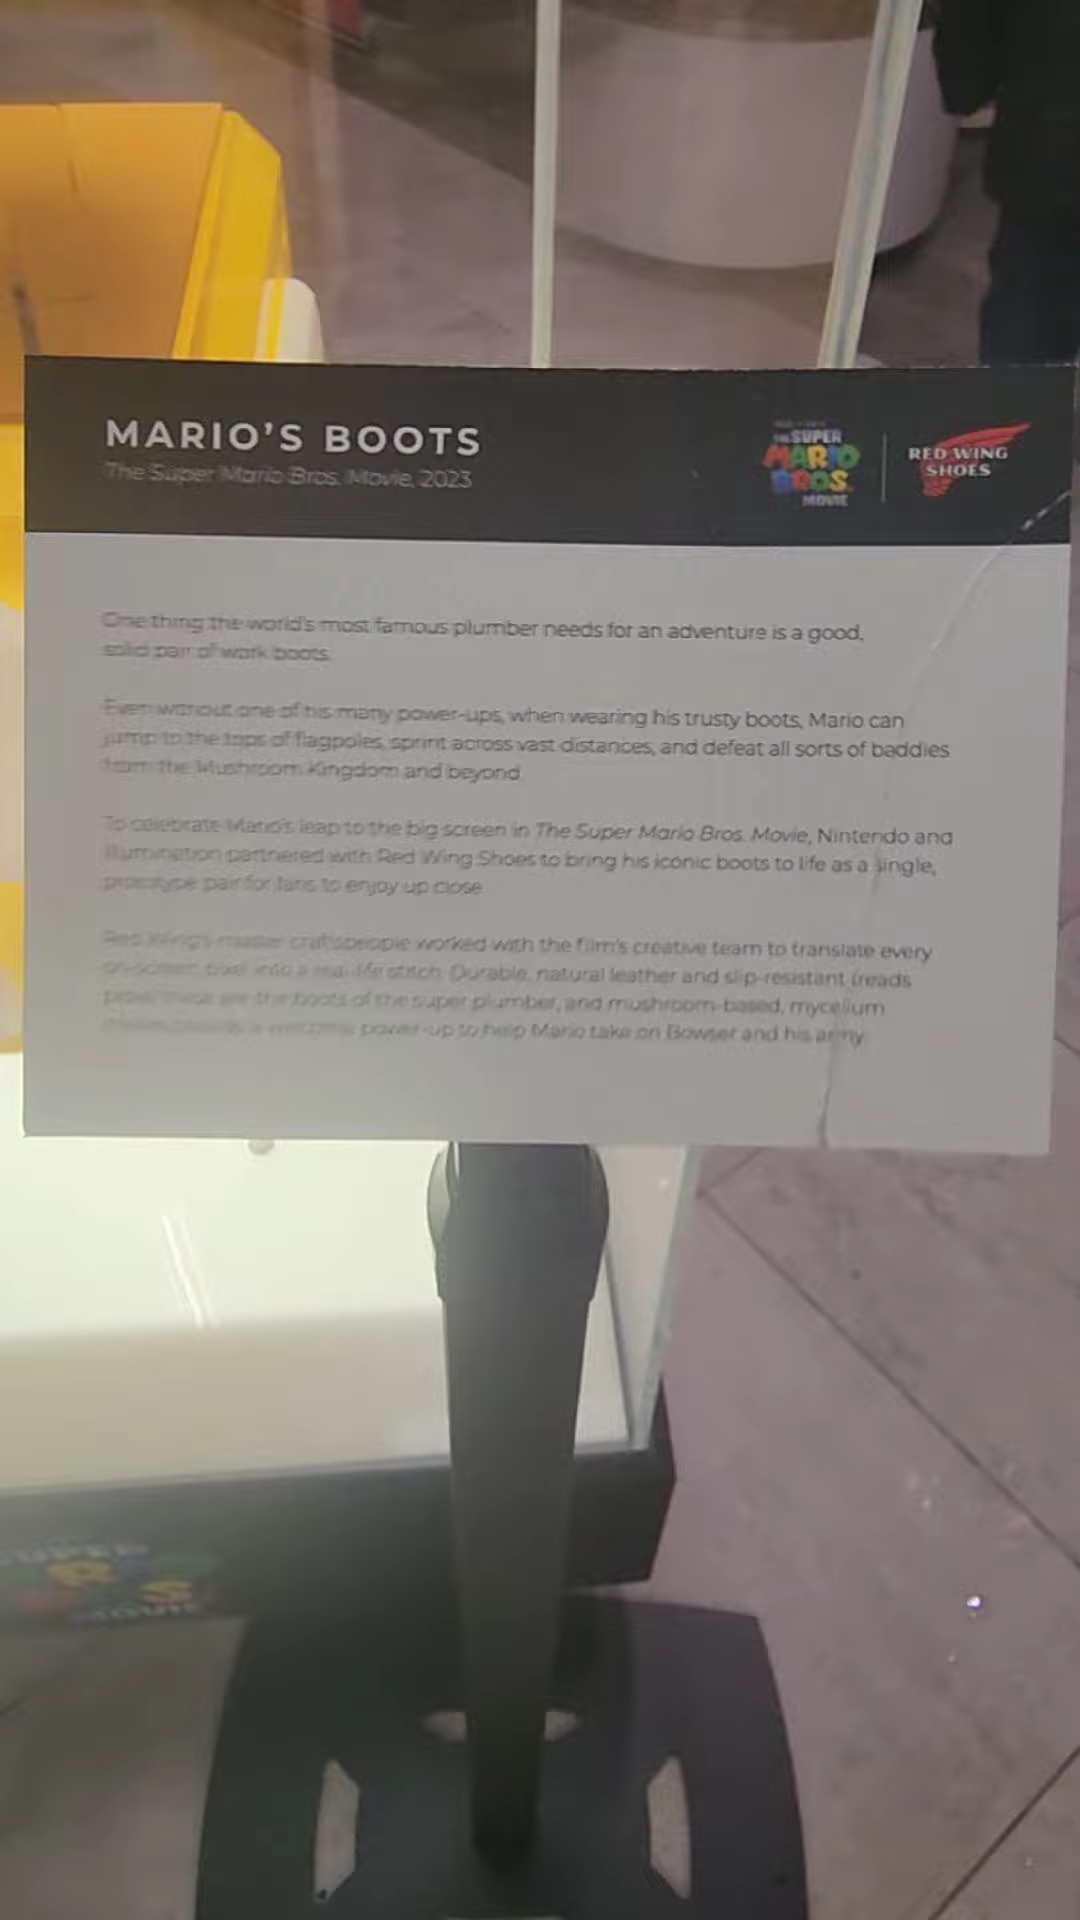 MARIO'S BOOTS
The Super Mario Bros. Movie, 2023
THE SUPER
MARIO
BROS.
MOVIE
RED WING
SHOES
One thing the world's most famous plumber needs for an adventure is a good,
solid pair of work boots.
Even without one of his many power-ups, when wearing his trusty boots, Mario can
jump to the tops of flagpoles, sprint across vast distances, and defeat all sorts of baddies
from the Mushroom Kingdom and beyond.
To celebrate Mario's leap to the big screen in The Super Mario Bros. Movie, Nintendo and
Illumination partnered with Red Wing Shoes to bring his iconic boots to life as a single,
prototype pair for fans to enjoy up close.
Red Wing's master craftspeople worked with the film's creative team to translate every
on-screen pixel into a real-life stitch. Durable, natural leather and slip-resistant treads
prove these are the boots of the super plumber, and mushroom-based, mycelium
power-up to help Mario take on Bowser and his army.
SUPER
MOVIE